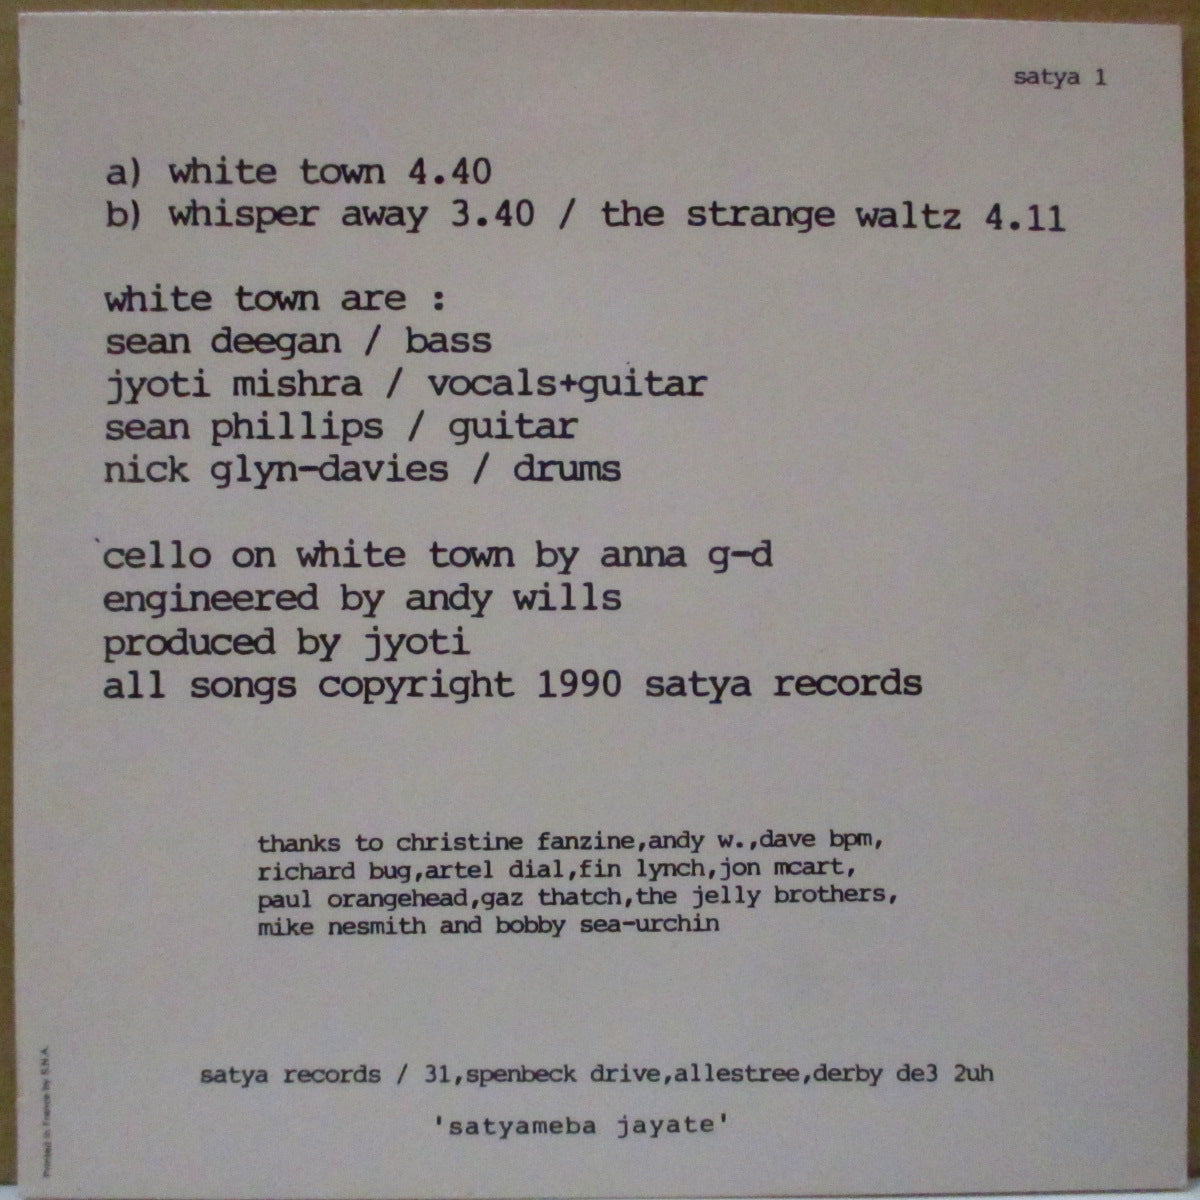 satya 1
a) white town 4.40
b) whisper away 3.40 / the strange waltz 4.11
white town are :
sean deegan / bass
jyoti mishra / vocals+guitar
sean phillips / guitar
nick glyn-davies / drums
cello on white town by anna g-d
engineered by andy wills
produced by jyoti
all songs copyright 1990 satya records
thanks to christine fanzine,andy w.,dave bpm,
richard bug,artel dial,fin lynch,jon mcart,
paul orangehead,gaz thatch,the jelly brothers,
mike nesmith and bobby sea-urchin
satya records / 31,spenbeck drive,allestree,derby de3 2uh
'satyameba jayate'
Printed in France by S.N.A.